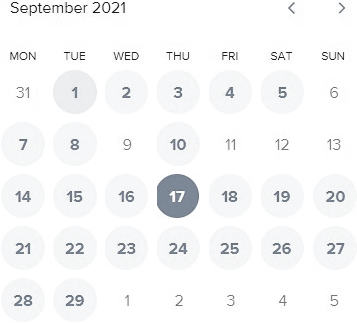 September 2021
MON TUE WED THU FRI SAT SUN
31 1 2 3 4 5 6
7 8 9 10 11 12 13
14 15 16 17 18 19 20
21 22 23 24 25 26 27
28 29 1 2 3 4 5